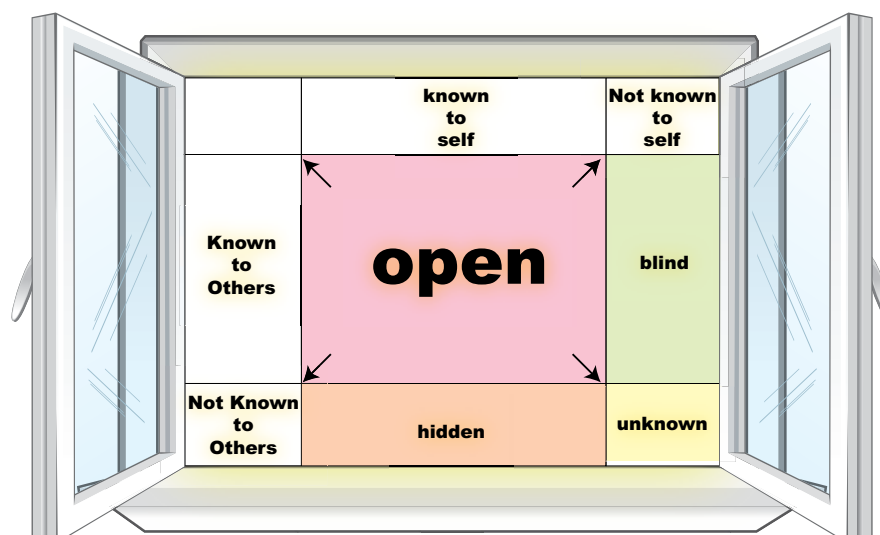 known
to
self
Not known
to
self
Known
to
Others
open
blind
Not Known
to
Others
hidden
unknown